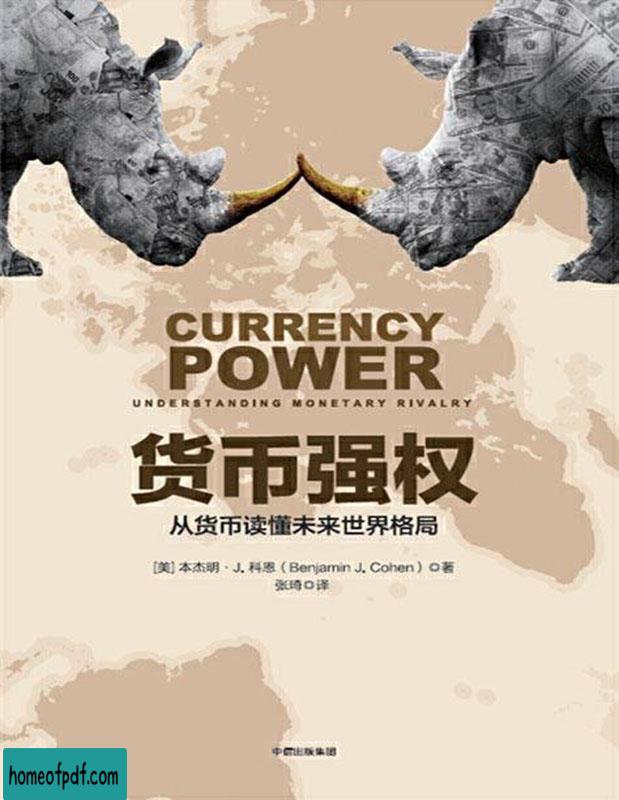 CURRENCY
POWER
UNDERSTANDING MONETARY RIVALRY
货币强权
从货币读懂未来世界格局
[美] 本杰明·J. 科恩（Benjamin J. Cohen）◎著
张琦◎译
中信出版集团
homeofpdf.com